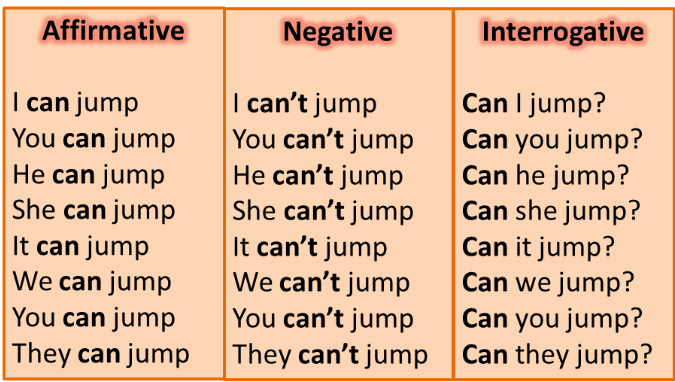 Affirmative
I can jump
You can jump
He can jump
She can jump
It can jump
We can jump
You can jump
They can jump
Negative
I can’t jump
You can’t jump
He can’t jump
She can’t jump
It can’t jump
We can’t jump
You can’t jump
They can’t jump
Interrogative
Can I jump?
Can you jump?
Can he jump?
Can she jump?
Can it jump?
Can we jump?
Can you jump?
Can they jump?